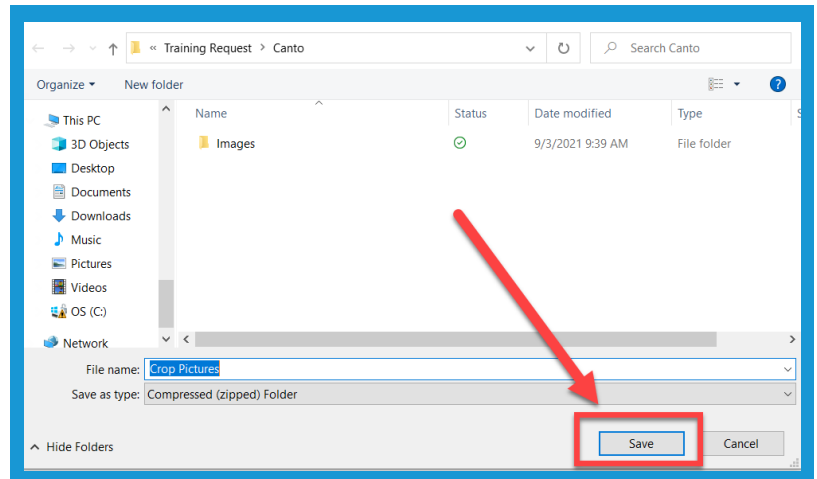 « Training Request > Canto
Search Canto
Organize
New folder
?
Name
Status
Date modified
Type
This PC
3D Objects
Images
9/3/2021 9:39 AM
File folder
Desktop
Documents
Downloads
Music
Pictures
Videos
OS (C:)
Network
File name: Crop Pictures
Save as type: Compressed (zipped) Folder
Hide Folders
Save
Cancel